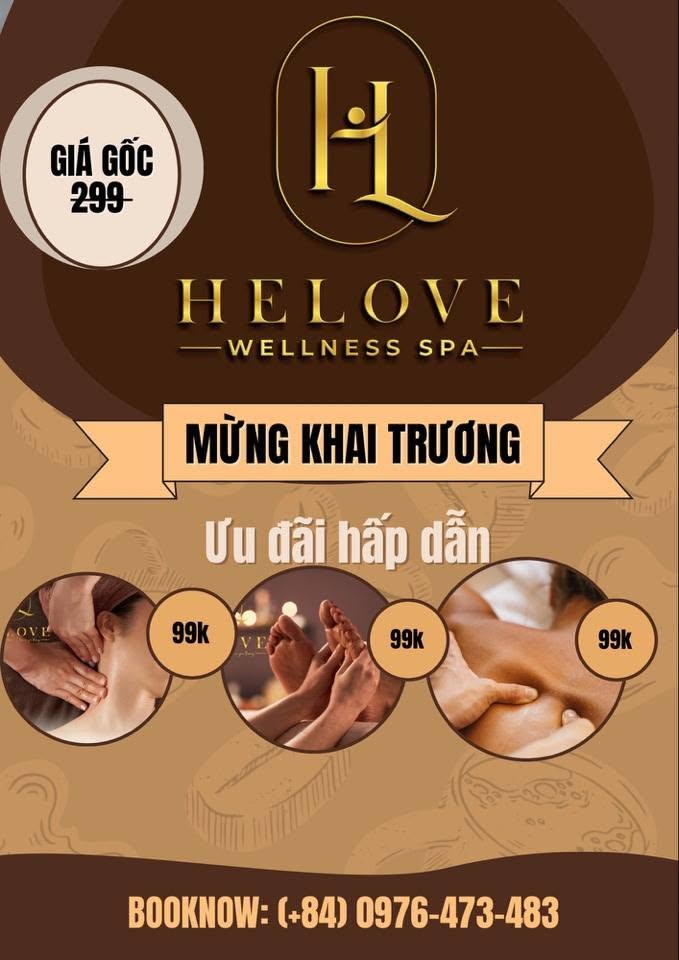 GIÁ GỐC
299
HL
HELOVE
WELLNESS SPA
MỪNG KHAI TRƯƠNG
Ưu đãi hấp dẫn
99k
99k
99k
BOOKNOW: (+84) 0976-473-483